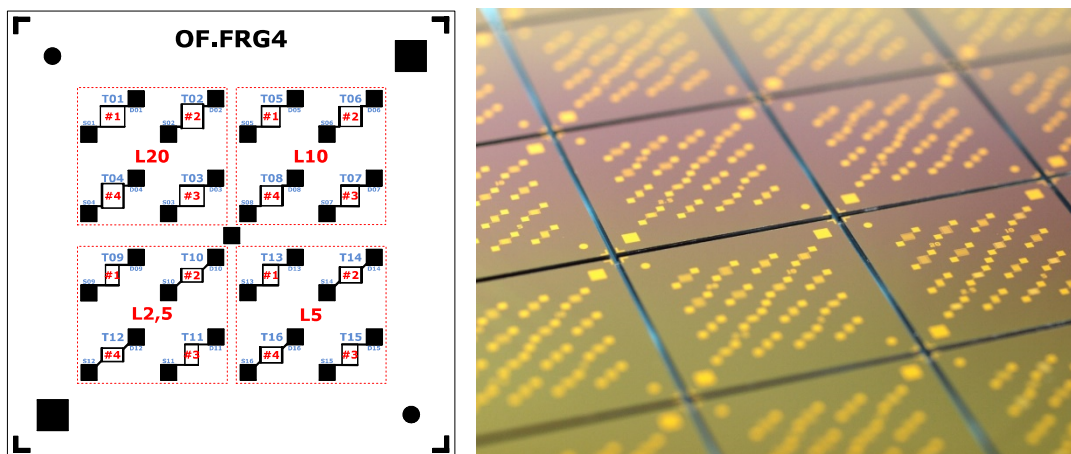 OF.FRG4
T01 T02 T05 T06
D01 D02 D05 D06
#1 #2 #1 #2
S01 S02 S05 S06
L20 L10
T04 T03 T08 T07
D04 D03 D08 D07
#4 #3 #4 #3
S04 S03 S08 S07
T09 T10 T13 T14
D09 D10 D13 D14
#1 #2 #1 #2
S09 S10 S13 S14
L2,5 L5
T12 T11 T16 T15
D12 D11 D16 D15
#4 #3 #4 #3
S12 S11 S16 S15